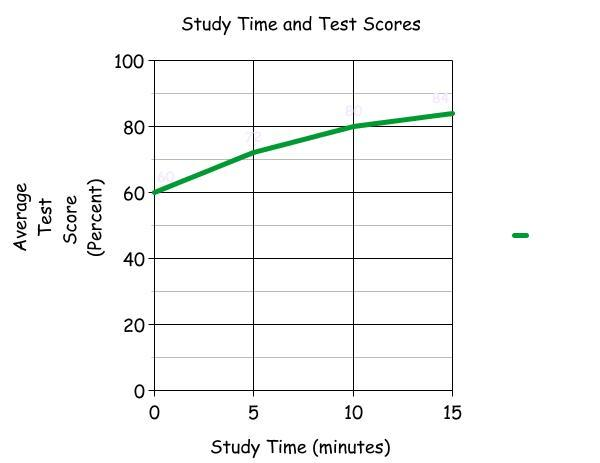 Study Time and Test Scores
100
80
60
40
20
0
60
72
80
84
Average
Test
Score
(Percent)
0 5 10 15
Study Time (minutes)